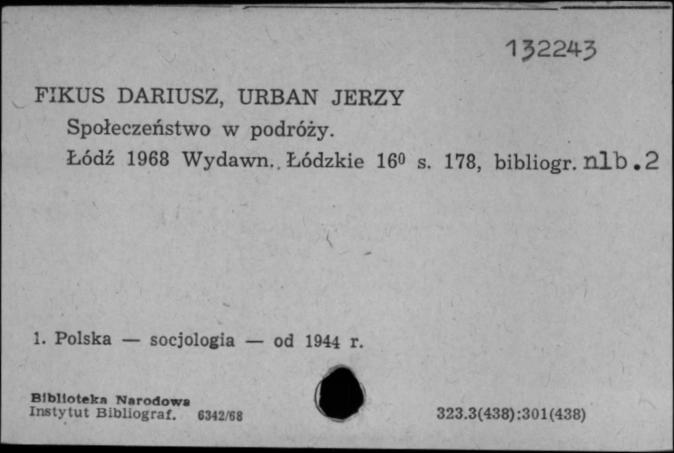 132243
FIKUS DARIUSZ, URBAN JERZY
Społeczeństwo w podróży.
Łódź 1968 Wydawn. Łódzkie 16⁰ s. 178, bibliogr. nlb.2
1. Polska — socjologia — od 1944 r.
Biblioteka Narodowa
Instytut Bibliograf. 6342/68 323.3(438):301(438)